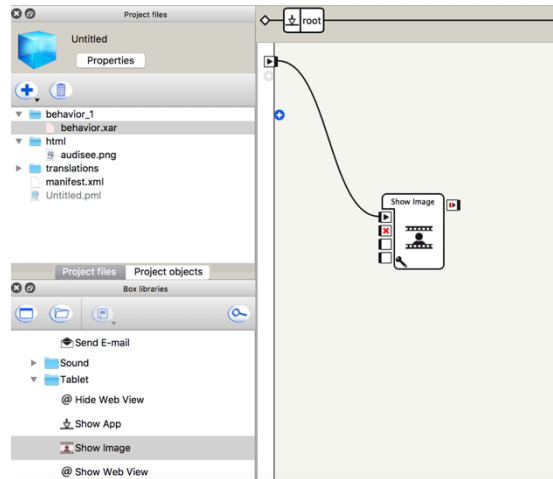 Project files
Untitled
Properties
behavior_1
behavior.xar
html
audisee.png
translations
manifest.xml
Untitled.pml
Project files
Project objects
Box libraries
Send E-mail
Sound
Tablet
@ Hide Web View
Show App
Show Image
@ Show Web View
root
Show Image